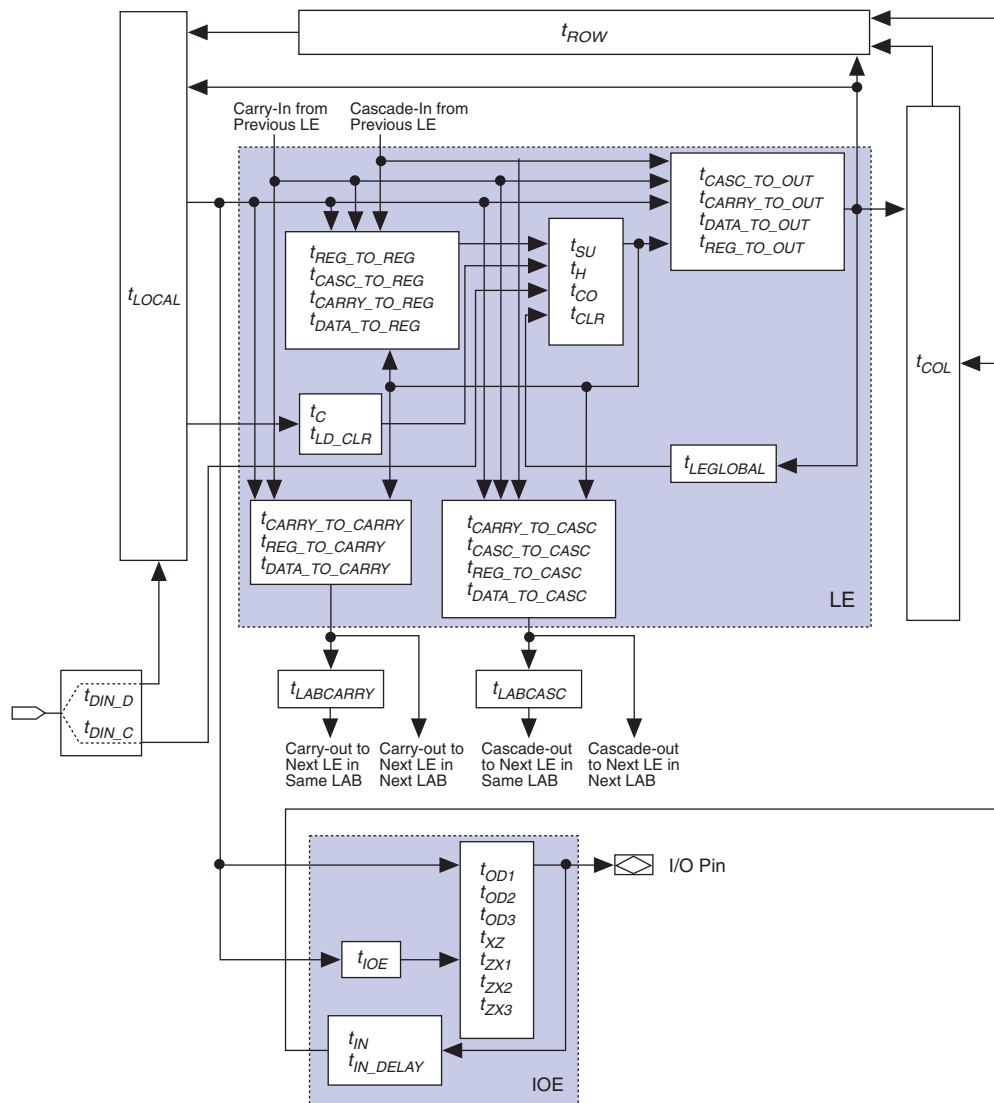 tROW
Carry-In from
Previous LE
Cascade-In from
Previous LE
tCASC_TO_OUT
tCARRY_TO_OUT
tDATA_TO_OUT
tREG_TO_OUT
tREG_TO_REG
tCASC_TO_REG
tCARRY_TO_REG
tDATA_TO_REG
tSU
tH
tCO
tCLR
tLOCAL
tCOL
tC
tLD_CLR
tLEGLOBAL
tCARRY_TO_CARRY
tREG_TO_CARRY
tDATA_TO_CARRY
tCARRY_TO_CASC
tCASC_TO_CASC
tREG_TO_CASC
tDATA_TO_CASC
LE
tDIN_D
tDIN_C
tLABCARRY
tLABCASC
Carry-out to
Next LE in
Same LAB
Carry-out to
Next LE in
Next LAB
Cascade-out
to Next LE in
Same LAB
Cascade-out
to Next LE in
Next LAB
tOD1
tOD2
tOD3
tXZ
tZX1
tZX2
tZX3
I/O Pin
tIOE
tIN
tIN_DELAY
IOE